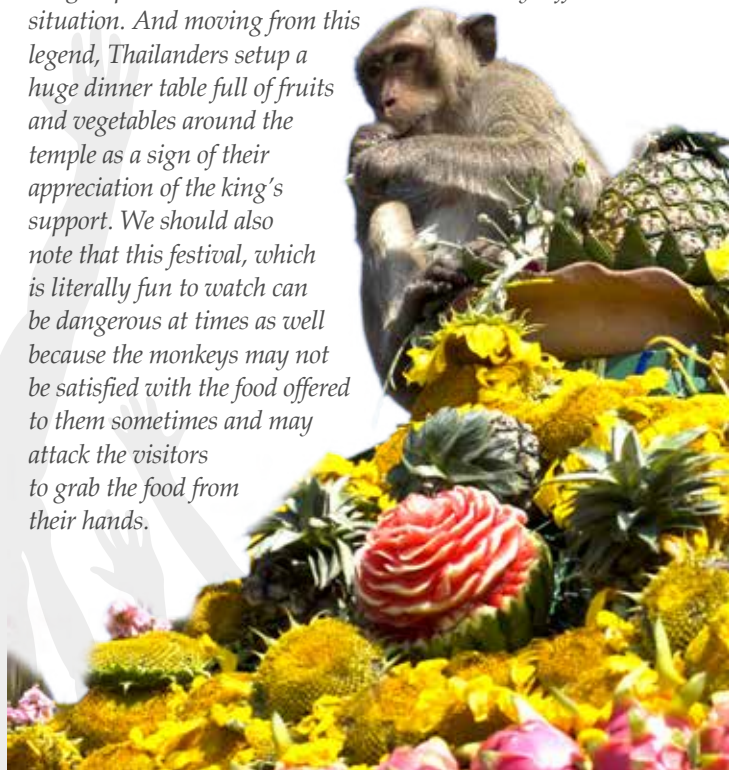 situation. And moving from this
legend, Thailanders setup a
huge dinner table full of fruits
and vegetables around the
temple as a sign of their
appreciation of the king's
support. We should also
note that this festival, which
is literally fun to watch can
be dangerous at times as well
because the monkeys may not
be satisfied with the food offered
to them sometimes and may
attack the visitors
to grab the food from
their hands.